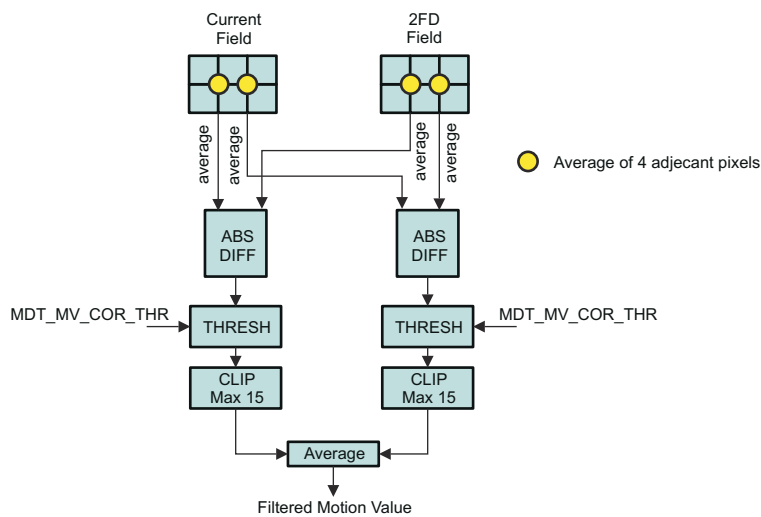 Current
Field
2FD
Field
average
average
average
average
Average of 4 adjecant pixels
ABS
DIFF
ABS
DIFF
MDT_MV_COR_THR
THRESH
THRESH
MDT_MV_COR_THR
CLIP
Max 15
CLIP
Max 15
Average
Filtered Motion Value